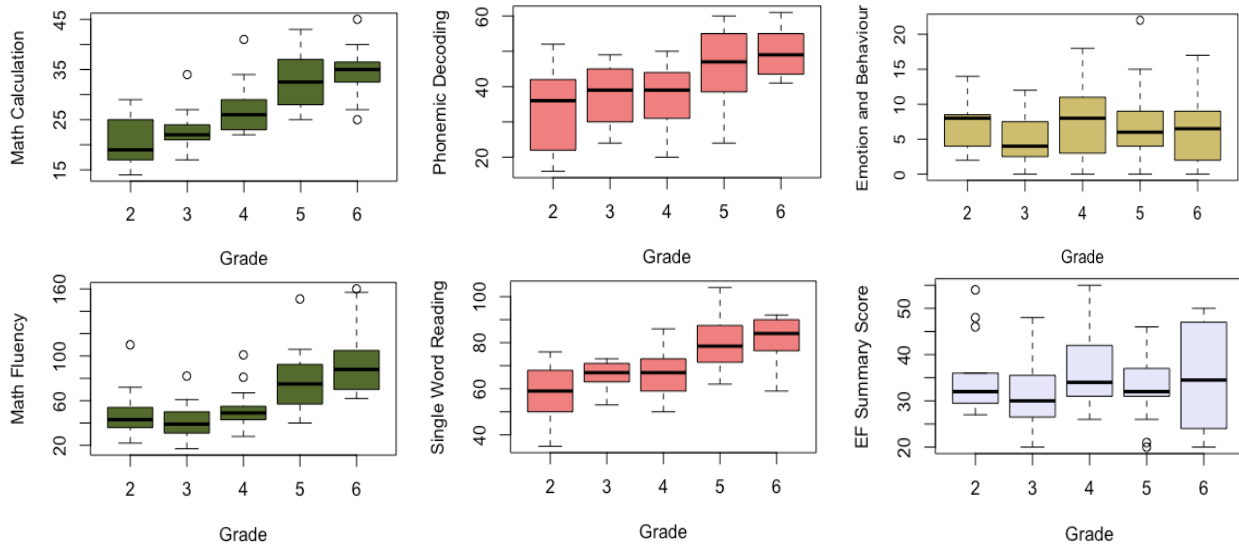 Math Calculation
45
35
25
15
2 3 4 5 6
Grade
Phonemic Decoding
60
40
20
2 3 4 5 6
Grade
Emotion and Behaviour
20
15
10
5
0
2 3 4 5 6
Grade
Math Fluency
160
100
60
20
2 3 4 5 6
Grade
Single Word Reading
100
80
60
40
2 3 4 5 6
Grade
EF Summary Score
50
40
30
20
2 3 4 5 6
Grade